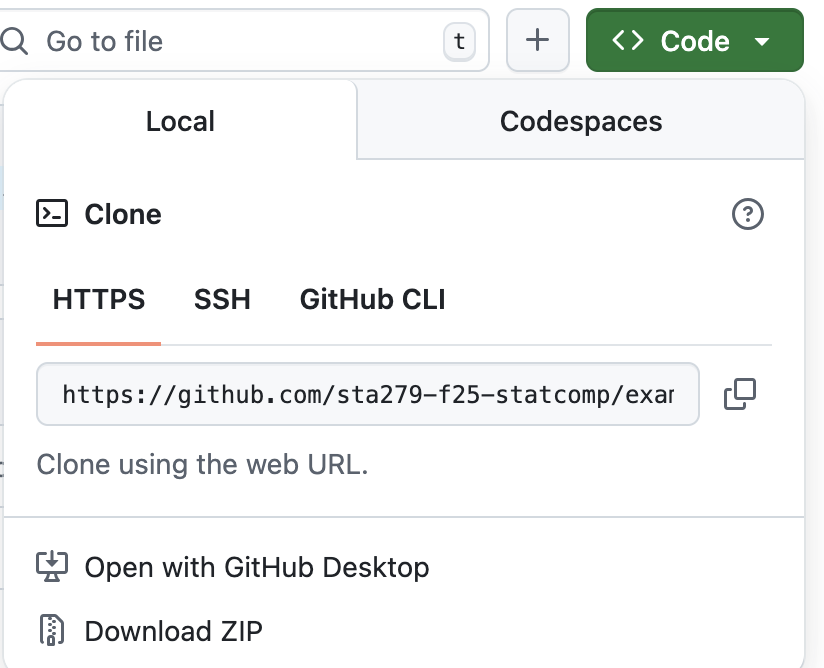 Go to file t + <> Code
Local Codespaces
Clone
HTTPS SSH GitHub CLI
https://github.com/sta279-f25-statcomp/exam
Clone using the web URL.
Open with GitHub Desktop
Download ZIP